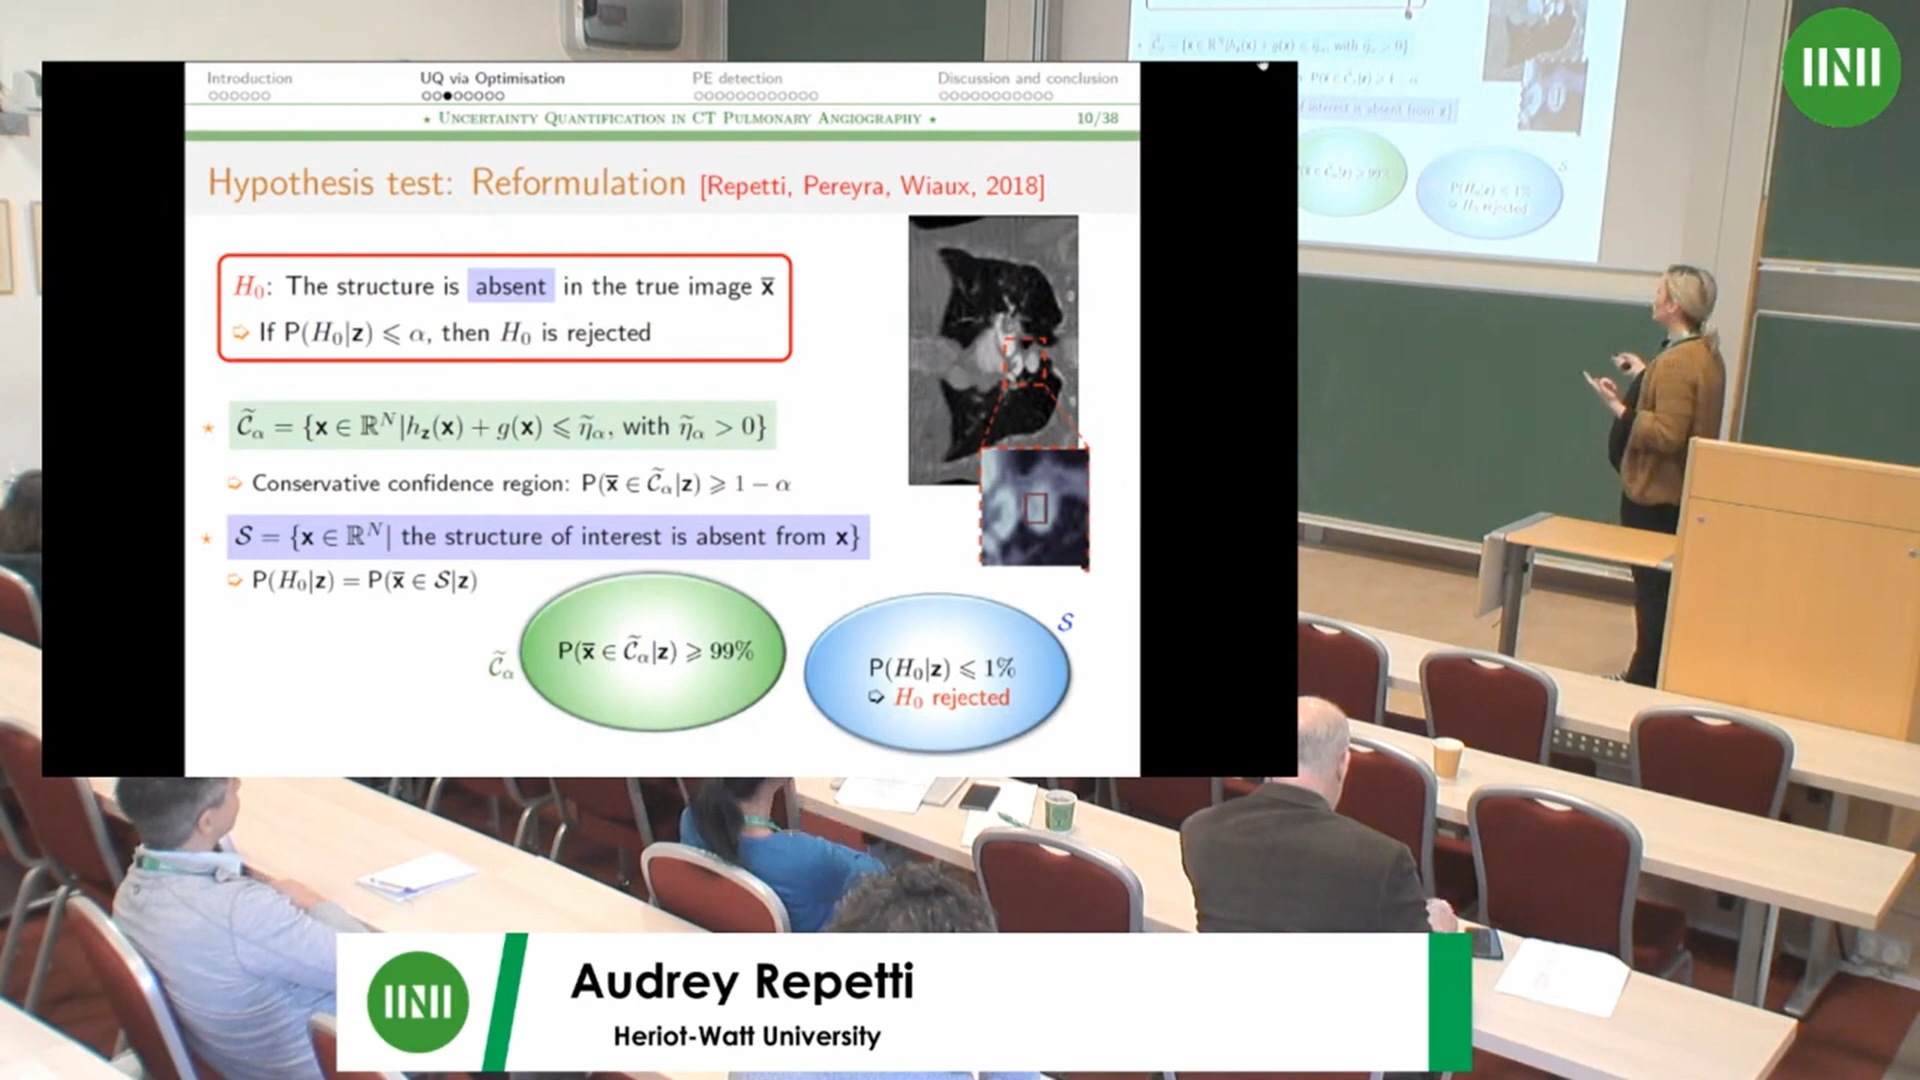 Introduction UQ via Optimisation PE detection Discussion and conclusion
⋆ Uncertainty Quantification in CT Pulmonary Angiography ⋆ 10/38
Hypothesis test: Reformulation [Repetti, Pereyra, Wiaux, 2018]
H₀: The structure is absent in the true image x̄
➩ If P(H₀|z) ⩽ α, then H₀ is rejected
⋆ C̃α = {x ∈ ℝᴺ|h_z(x) + g(x) ⩽ η̃α, with η̃α > 0}
➩ Conservative confidence region: P(x̄ ∈ C̃α|z) ⩾ 1 − α
⋆ S = {x ∈ ℝᴺ| the structure of interest is absent from x}
➩ P(H₀|z) = P(x̄ ∈ S|z)
C̃α
P(x̄ ∈ C̃α|z) ⩾ 99%
S
P(H₀|z) ⩽ 1%
➩ H₀ rejected
Audrey Repetti
Heriot-Watt University